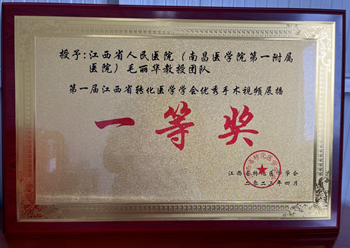 授予:江西省人民医院(南昌医学院第一附属
医院)毛丽华教授团队
第一届江西省转化医学学会优秀手术视频展播
一等奖
江西省转化医学学会
二〇二三年四月